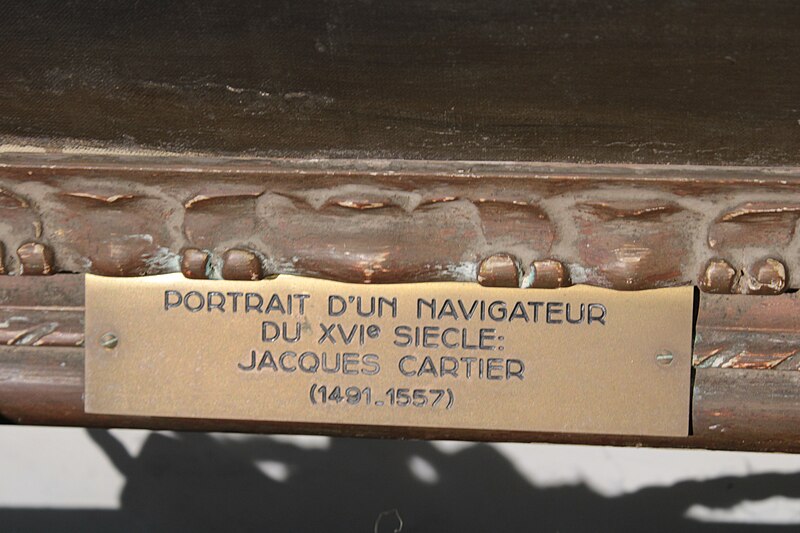 PORTRAIT D'UN NAVIGATEUR
DU XVIe SIECLE:
JACQUES CARTIER
(1491-1557)